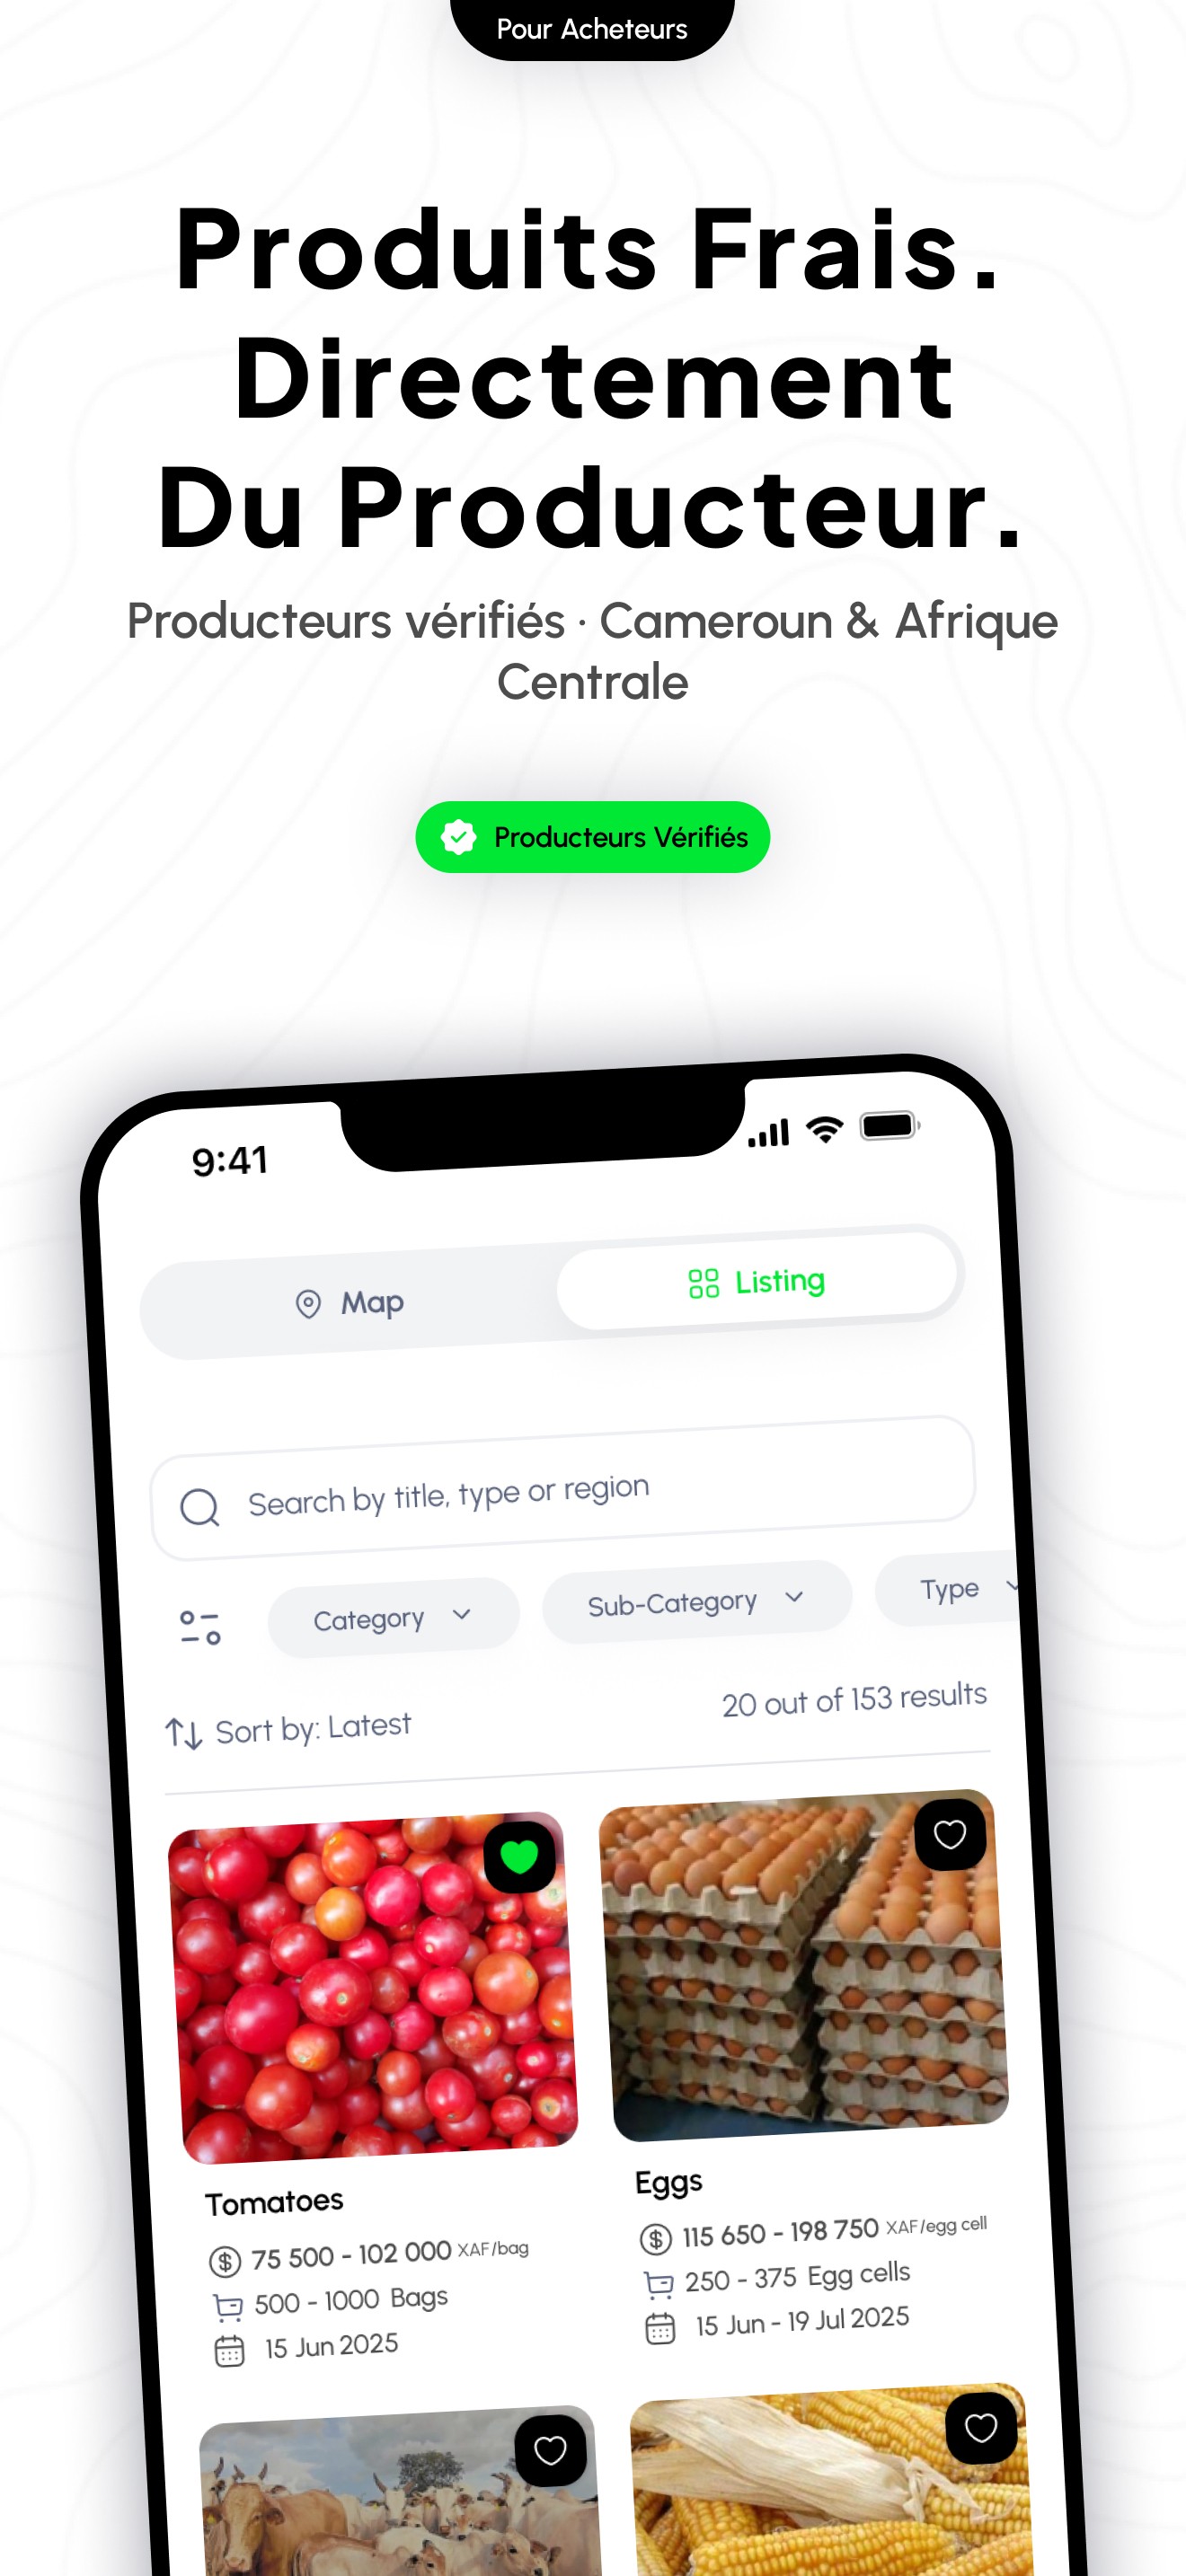 Pour Acheteurs
Produits Frais.
Directement
Du Producteur.
Producteurs vérifiés · Cameroun & Afrique
Centrale
Producteurs Vérifiés
9:41
Map
Listing
Search by title, type or region
Category
Sub-Category
Type
Sort by: Latest
20 out of 153 results
Tomatoes
75 500 - 102 000 XAF/bag
500 - 1000 Bags
15 Jun 2025
Eggs
115 650 - 198 750 XAF/egg cell
250 - 375 Egg cells
15 Jun - 19 Jul 2025